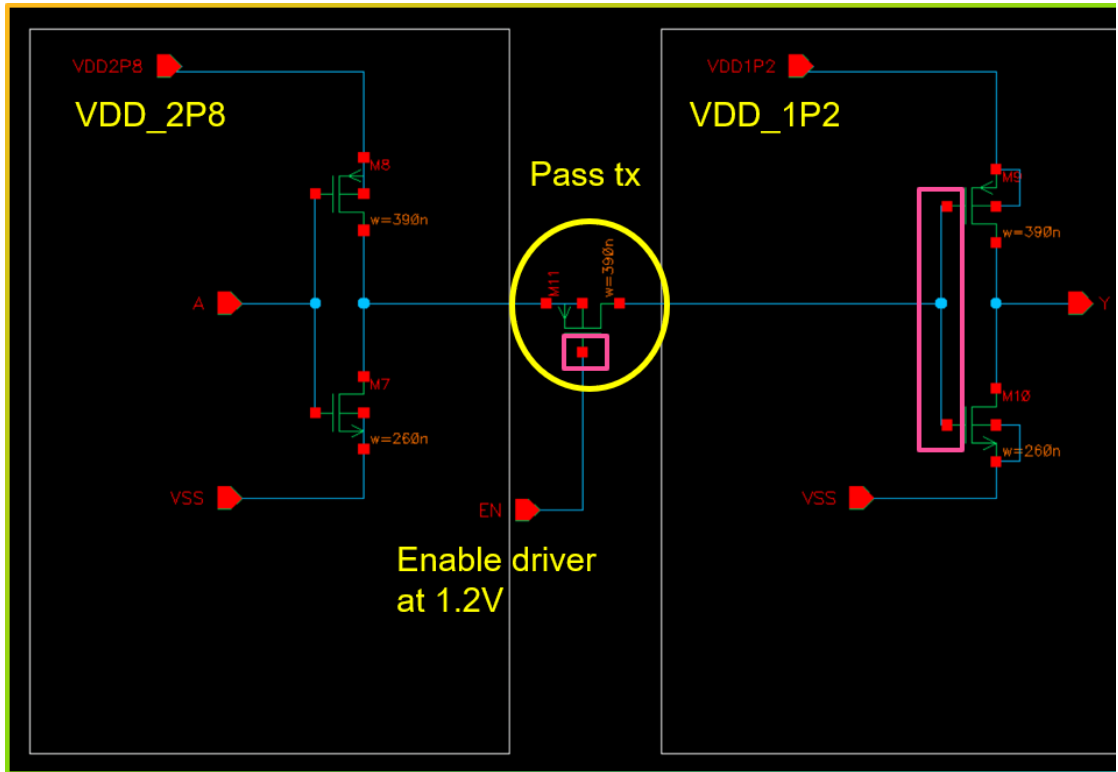 VDD2P8
VDD_2P8
M8
w=390n
A
M7
w=260n
VSS
Pass tx
M11
w=390n
EN
Enable driver
at 1.2V
VDD1P2
VDD_1P2
M9
w=390n
Y
M10
w=260n
VSS